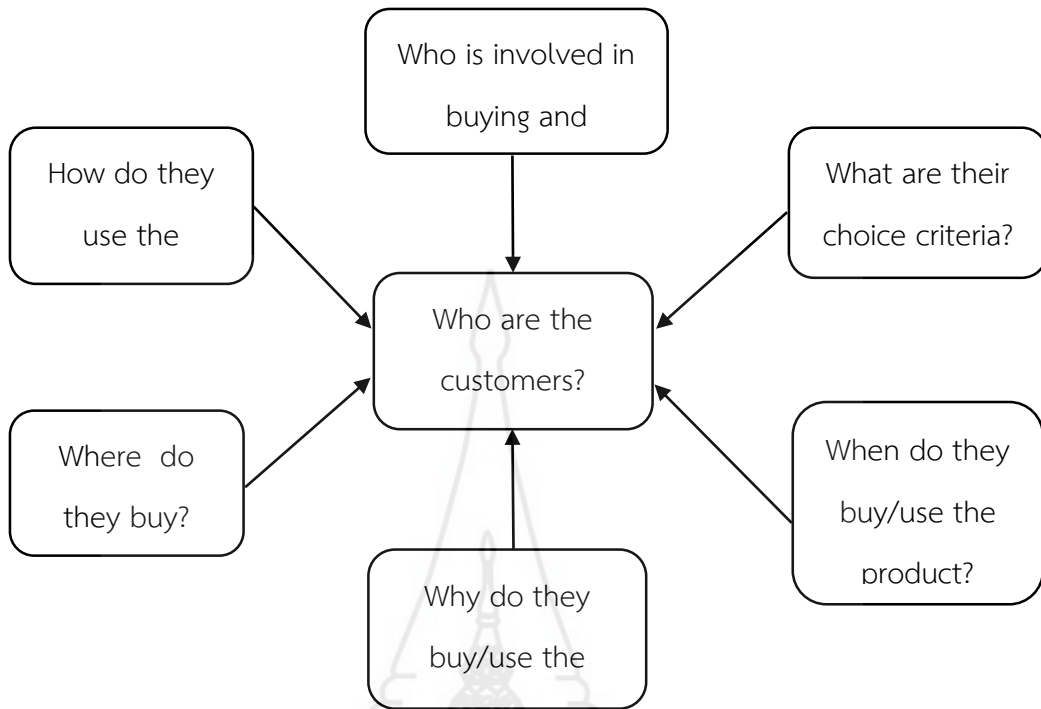 Who is involved in
buying and
How do they
use the
What are their
choice criteria?
Who are the
customers?
Where do
they buy?
When do they
buy/use the
product?
Why do they
buy/use the